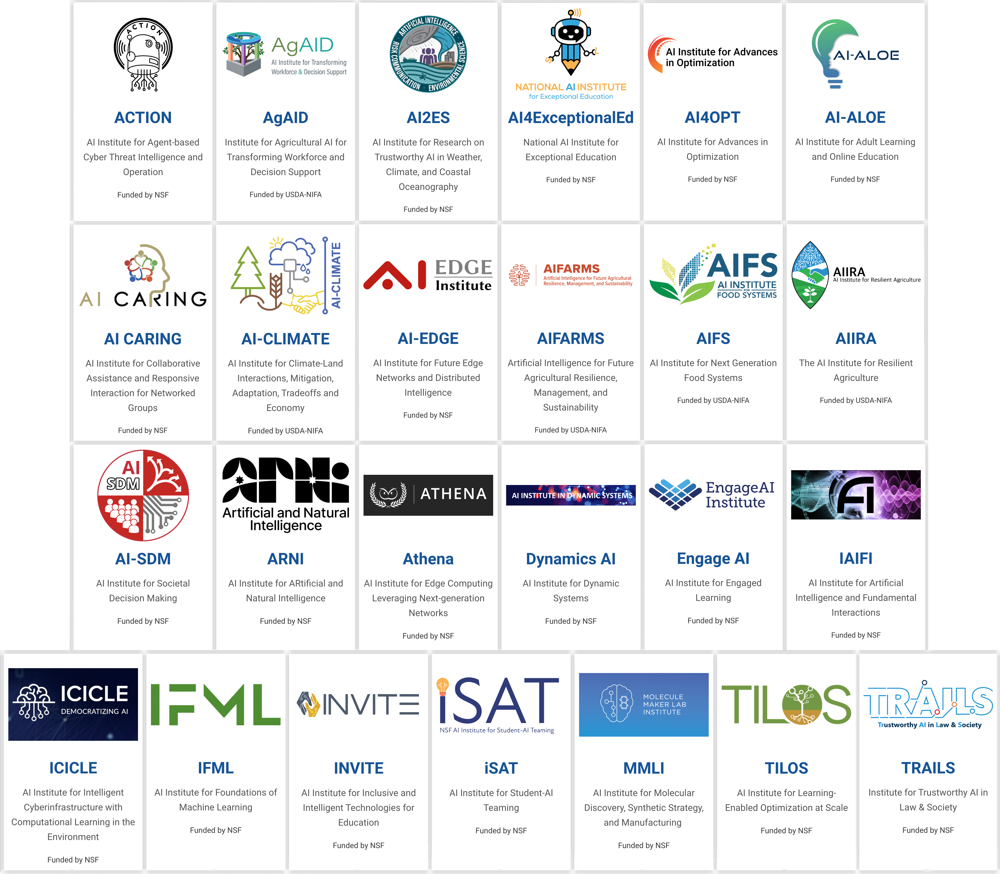 ACTION
ACTION
AI Institute for Agent-based
Cyber Threat Intelligence and
Operation
Funded by NSF
AgAID
AI Institute for Transforming
Workforce & Decision Support
AgAID
Institute for Agricultural AI for
Transforming Workforce and
Decision Support
Funded by USDA-NIFA
ARTIFICIAL INTELLIGENCE
RISK COMMUNICATION · ENVIRONMENTAL SCIENCE
AI2ES
AI Institute for Research on
Trustworthy AI in Weather,
Climate, and Coastal
Oceanography
Funded by NSF
NATIONAL AI INSTITUTE
for Exceptional Education
AI4ExceptionalEd
National AI Institute for
Exceptional Education
Funded by NSF
AI Institute for Advances
in Optimization
AI4OPT
AI Institute for Advances in
Optimization
Funded by NSF
AI-ALOE
AI-ALOE
AI Institute for Adult Learning
and Online Education
Funded by NSF
AI CARING
AI CARING
AI Institute for Collaborative
Assistance and Responsive
Interaction for Networked
Groups
Funded by NSF
AI-CLIMATE
AI-CLIMATE
AI Institute for Climate-Land
Interactions, Mitigation,
Adaptation, Tradeoffs and
Economy
Funded by USDA-NIFA
AI EDGE
Institute
AI-EDGE
AI Institute for Future Edge
Networks and Distributed
Intelligence
Funded by NSF
AIFARMS
Artificial Intelligence for Future Agricultural
Resilience, Management, and Sustainability
AIFARMS
Artificial Intelligence for Future
Agricultural Resilience,
Management, and
Sustainability
Funded by USDA-NIFA
AIFS
AI INSTITUTE
FOR
FOOD SYSTEMS
AIFS
AI Institute for Next Generation
Food Systems
Funded by USDA-NIFA
AIIRA
AI Institute for Resilient Agriculture
AIIRA
The AI Institute for Resilient
Agriculture
Funded by USDA-NIFA
AI
SDM
AI-SDM
AI Institute for Societal
Decision Making
Funded by NSF
arni
Artificial and Natural
Intelligence
ARNI
AI Institute for ARtificial and
Natural Intelligence
Funded by NSF
ATHENA
Athena
AI Institute for Edge Computing
Leveraging Next-generation
Networks
Funded by NSF
AI INSTITUTE IN DYNAMIC SYSTEMS
Dynamics AI
AI Institute for Dynamic
Systems
Funded by NSF
EngageAI
Institute
Engage AI
AI Institute for Engaged
Learning
Funded by NSF
IAIFI
AI Institute for Artificial
Intelligence and Fundamental
Interactions
Funded by NSF
ICICLE
DEMOCRATIZING AI
ICICLE
AI Institute for Intelligent
Cyberinfrastructure with
Computational Learning in the
Environment
Funded by NSF
IFML
IFML
AI Institute for Foundations of
Machine Learning
Funded by NSF
INVITE
INVITE
AI Institute for Inclusive and
Intelligent Technologies for
Education
Funded by NSF
iSAT
NSF AI Institute for Student-AI Teaming
iSAT
AI Institute for Student-AI
Teaming
Funded by NSF
MOLECULE
MAKER LAB
INSTITUTE
MMLI
AI Institute for Molecular
Discovery, Synthetic Strategy,
and Manufacturing
Funded by NSF
TILOS
TILOS
AI Institute for Learning-
Enabled Optimization at Scale
Funded by NSF
TRAILS
Trustworthy AI in Law & Society
TRAILS
Institute for Trustworthy AI in
Law & Society
Funded by NSF